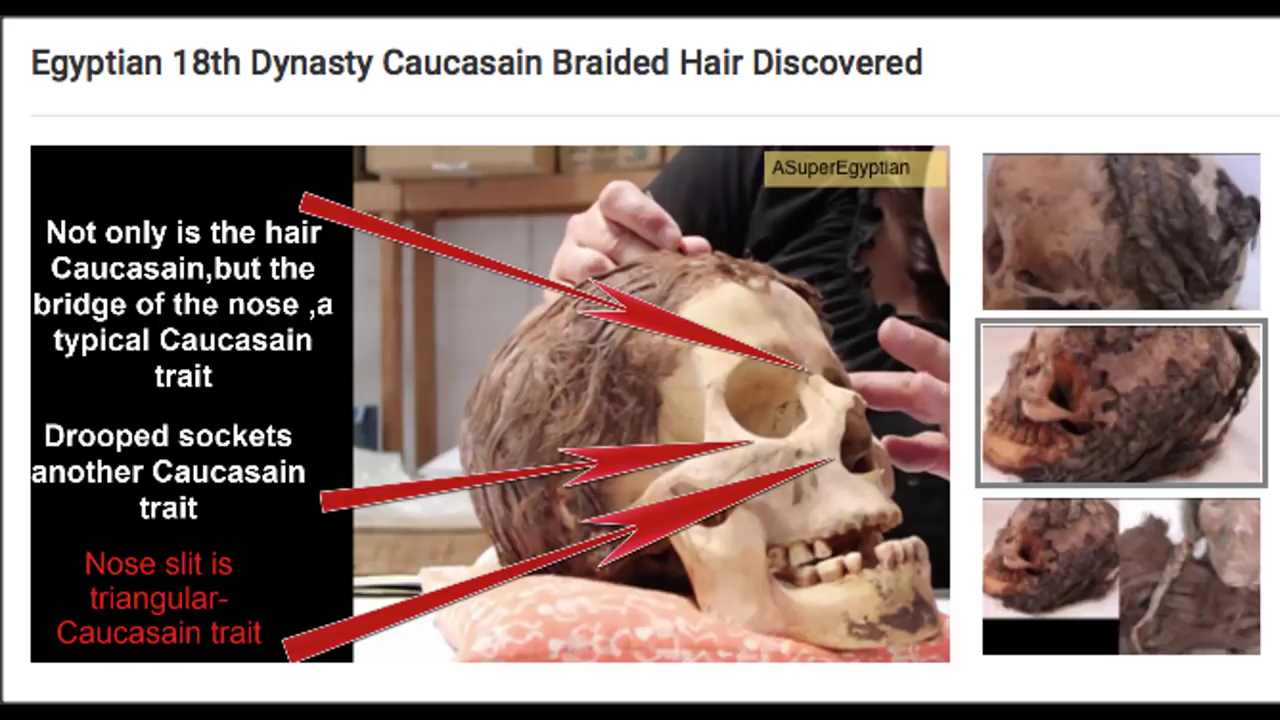 Egyptian 18th Dynasty Caucasain Braided Hair Discovered
ASuperEgyptian
Not only is the hair
Caucasain,but the
bridge of the nose ,a
typical Caucasain
trait
Drooped sockets
another Caucasain
trait
Nose slit is
triangular-
Caucasain trait